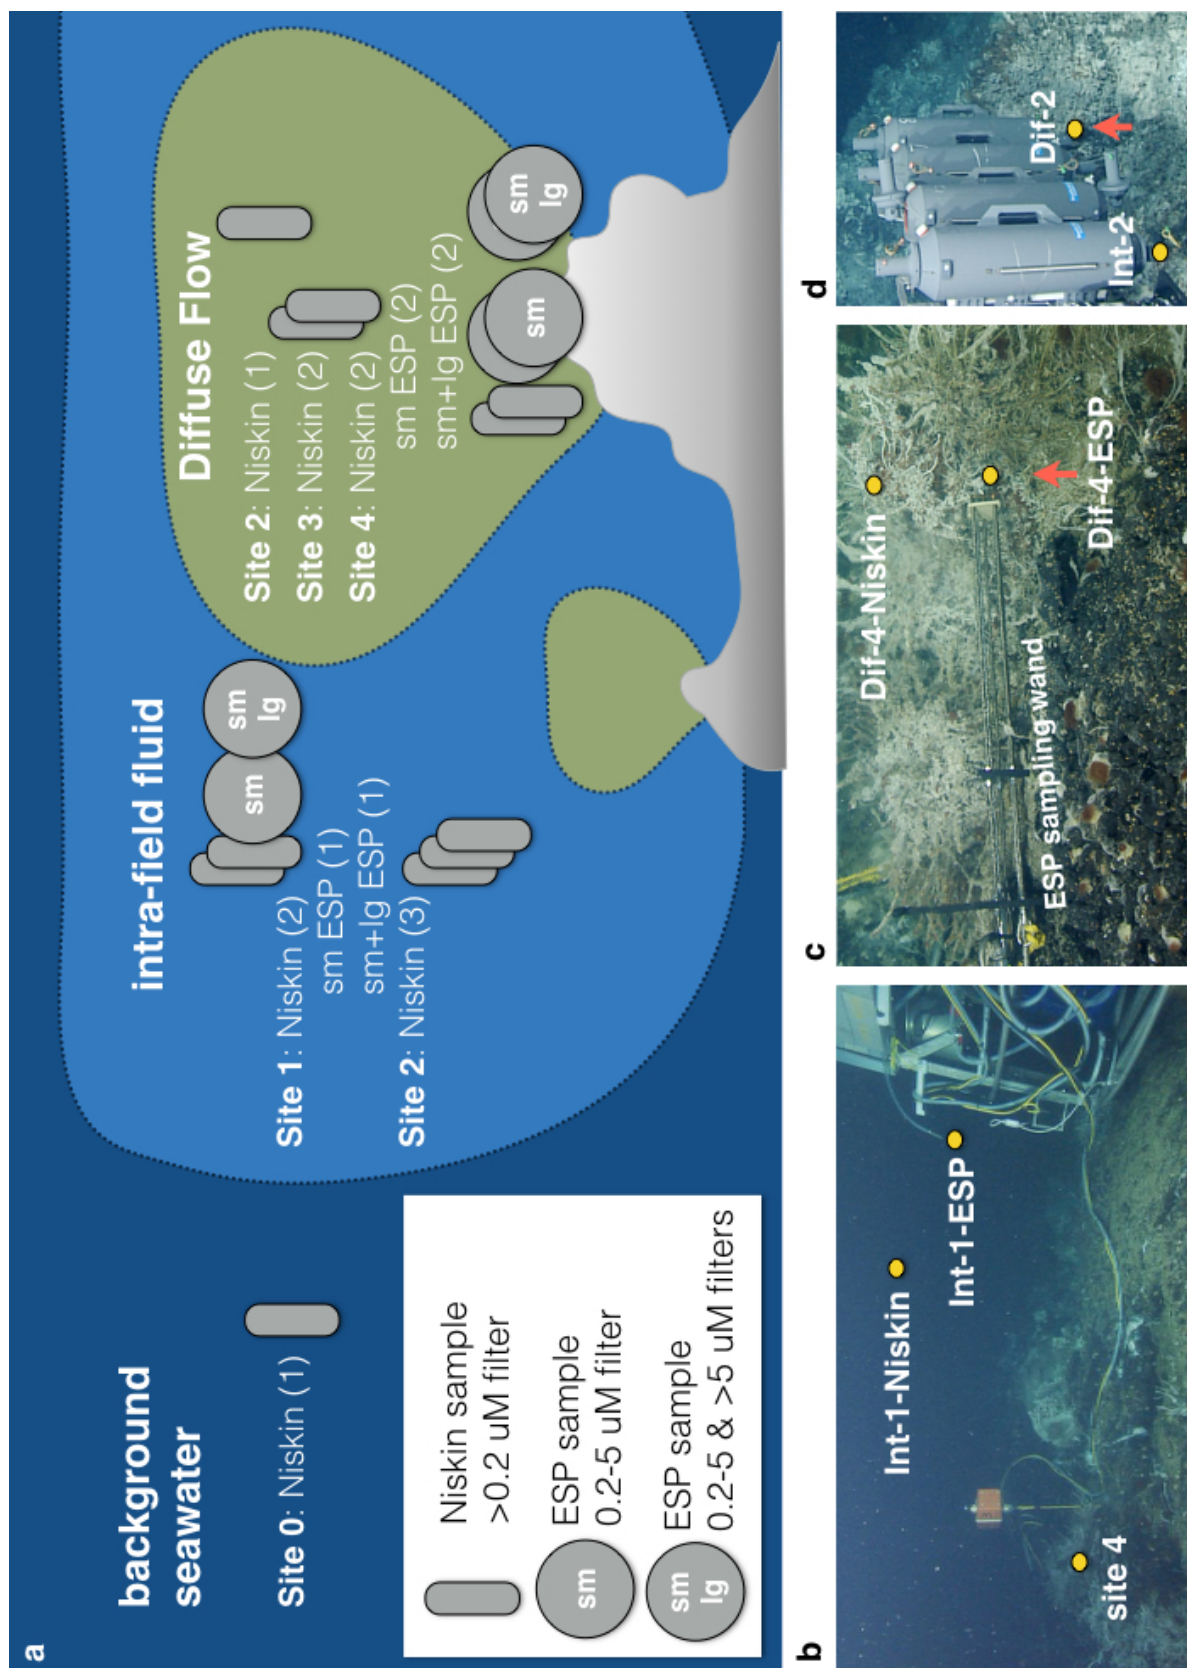 a
background
seawater
Site 0: Niskin (1)
intra-field fluid
Site 1: Niskin (2)
sm ESP (1)
sm+lg ESP (1)
Site 2: Niskin (3)
sm
sm
lg
Diffuse Flow
Site 2: Niskin (1)
Site 3: Niskin (2)
Site 4: Niskin (2)
sm ESP (2)
sm+lg ESP (2)
sm
sm
lg
Niskin sample
>0.2 uM filter
sm
ESP sample
0.2-5 uM filter
sm
lg
ESP sample
0.2-5 & >5 uM filters
b
Int-1-Niskin
Int-1-ESP
site 4
c
Dif-4-Niskin
ESP sampling wand
Dif-4-ESP
d
Dif-2
Int-2